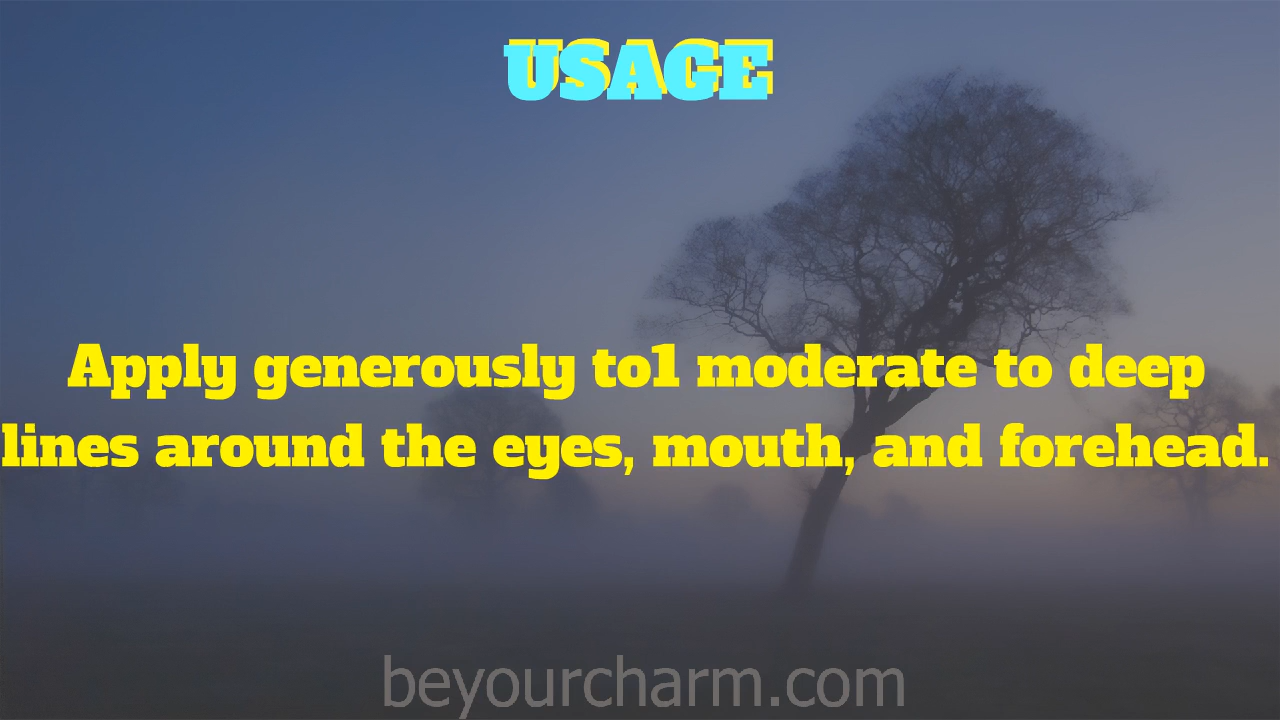 USAGE
Apply generously to1 moderate to deep
lines around the eyes, mouth, and forehead.
beyourcharm.com